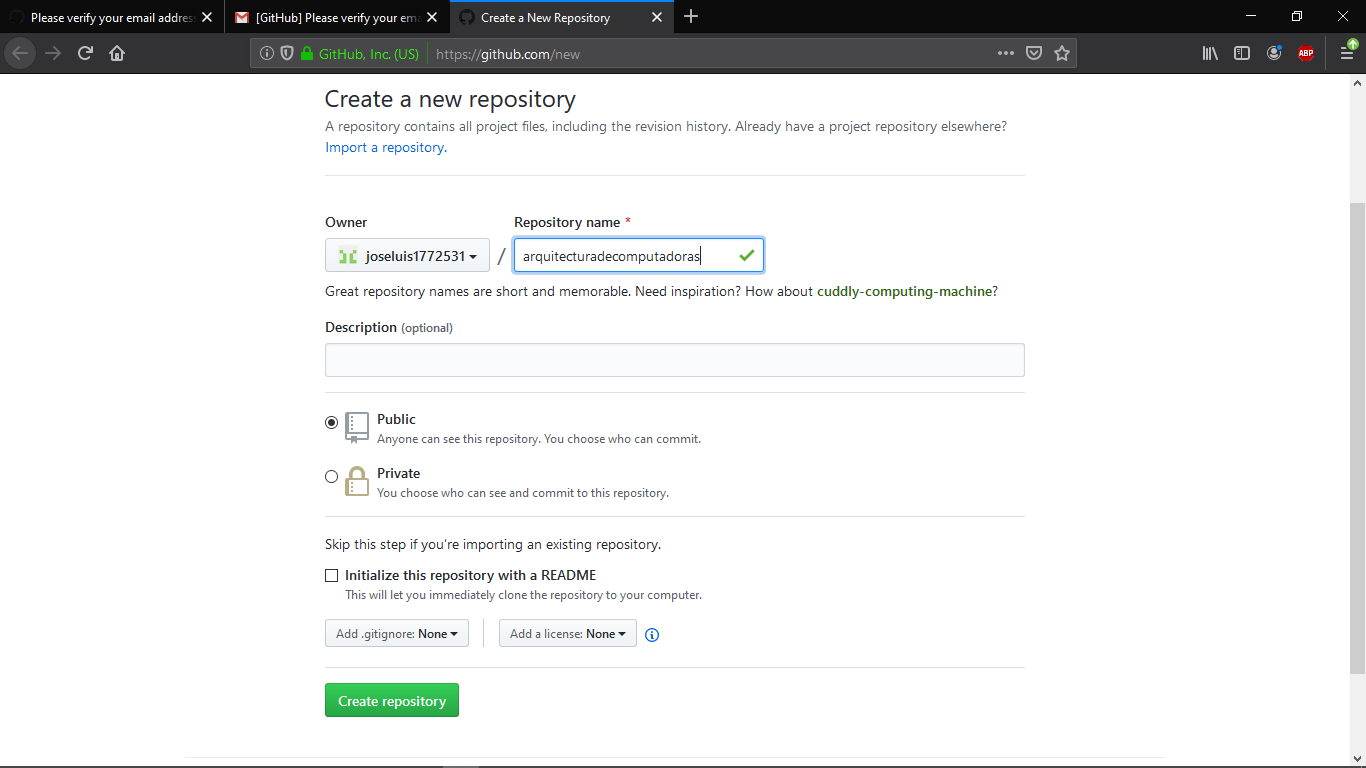 Please verify your email addres
[GitHub] Please verify your ema
Create a New Repository
GitHub, Inc. (US)
https://github.com/new
ABP
Create a new repository
A repository contains all project files, including the revision history. Already have a project repository elsewhere?
Import a repository.
Owner
Repository name *
joseluis1772531
/
arquitecturadecomputadoras
Great repository names are short and memorable. Need inspiration? How about cuddly-computing-machine?
Description (optional)
Public
Anyone can see this repository. You choose who can commit.
Private
You choose who can see and commit to this repository.
Skip this step if you're importing an existing repository.
Initialize this repository with a README
This will let you immediately clone the repository to your computer.
Add .gitignore: None
Add a license: None
Create repository